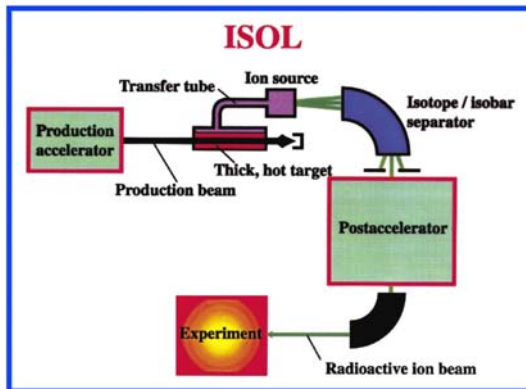 ISOL
Ion source
Transfer tube
Isotope / isobar
separator
Production
accelerator
Thick, hot target
Production beam
Postaccelerator
Experiment
Radioactive ion beam